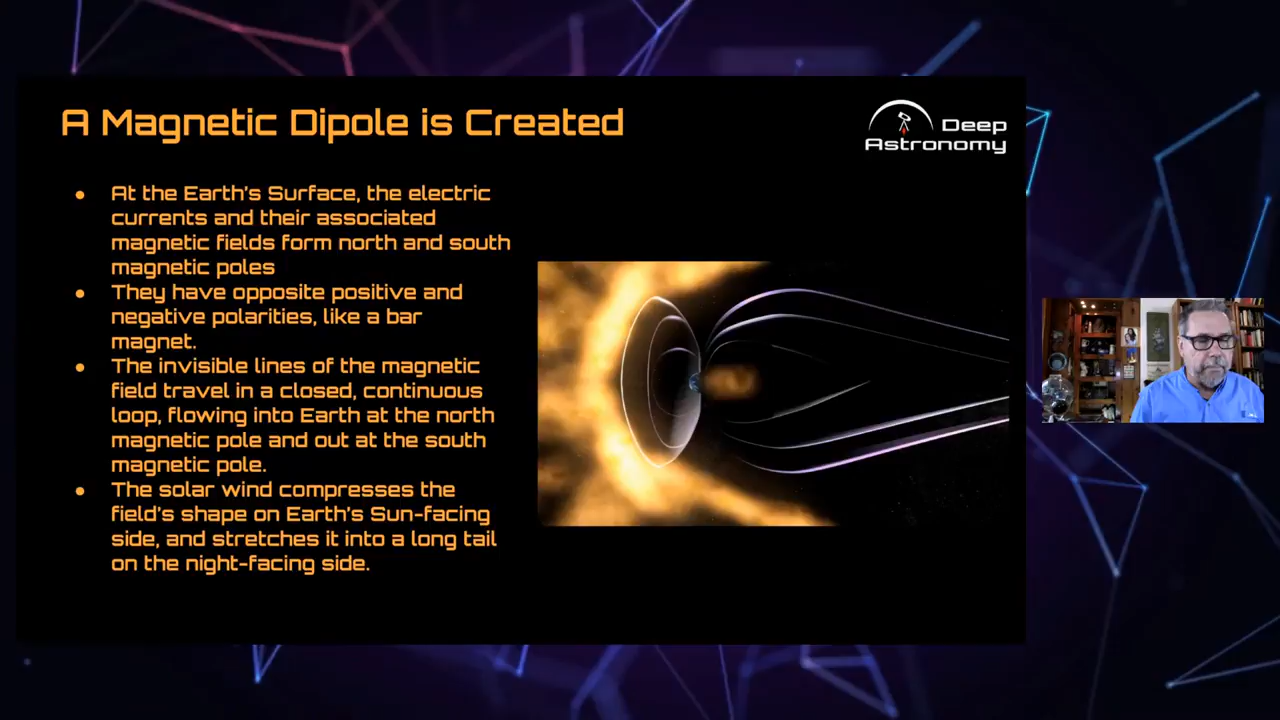 A Magnetic Dipole is Created
Deep
Astronomy
● At the Earth's Surface, the electric
currents and their associated
magnetic fields form north and south
magnetic poles
● They have opposite positive and
negative polarities, like a bar
magnet.
● The invisible lines of the magnetic
field travel in a closed, continuous
loop, flowing into Earth at the north
magnetic pole and out at the south
magnetic pole.
● The solar wind compresses the
field's shape on Earth's Sun-facing
side, and stretches it into a long tail
on the night-facing side.